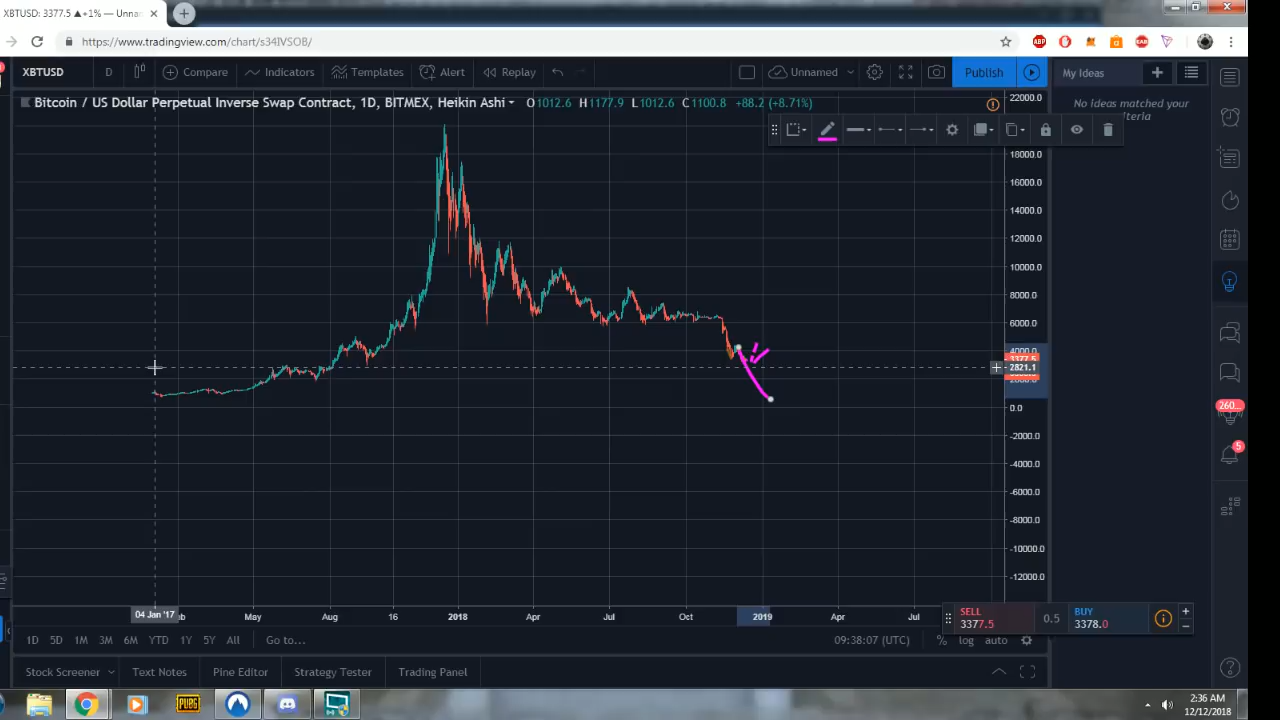 XBTUSD: 3377.5 ▲+1% — Unna
https://www.tradingview.com/chart/s34IVSOB/
ABP
XBTUSD D Compare Indicators Templates Alert Replay Unnamed Publish My Ideas
Bitcoin / US Dollar Perpetual Inverse Swap Contract, 1D, BITMEX, Heikin Ashi O1012.6 H1177.9 L1012.6 C1100.8 +88.2 (+8.71%)
No ideas matched your
criteria
22000.0
18000.0
16000.0
14000.0
12000.0
10000.0
8000.0
6000.0
4000.0
3377.5
2821.1
2000.0
0.0
-2000.0
-4000.0
-6000.0
-8000.0
-10000.0
-12000.0
260...
5
04 Jan '17 May Aug 16 2018 Apr Jul Oct 2019 Apr Jul
SELL
3377.5
0.5
BUY
3378.0
1D 5D 1M 3M 6M YTD 1Y 5Y All Go to... 09:38:07 (UTC) % log auto
Stock Screener Text Notes Pine Editor Strategy Tester Trading Panel
PUBG
2:36 AM
12/12/2018